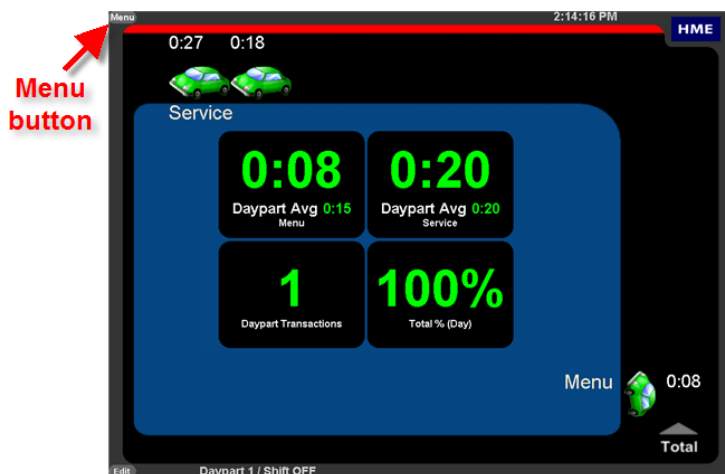 Menu
2:14:16 PM
HME
0:27 0:18
Menu
button
Service
0:08
Daypart Avg 0:15
Menu
0:20
Daypart Avg 0:20
Service
1
Daypart Transactions
100%
Total % (Day)
Menu
0:08
Total
Edit
Daypart 1 / Shift OFF